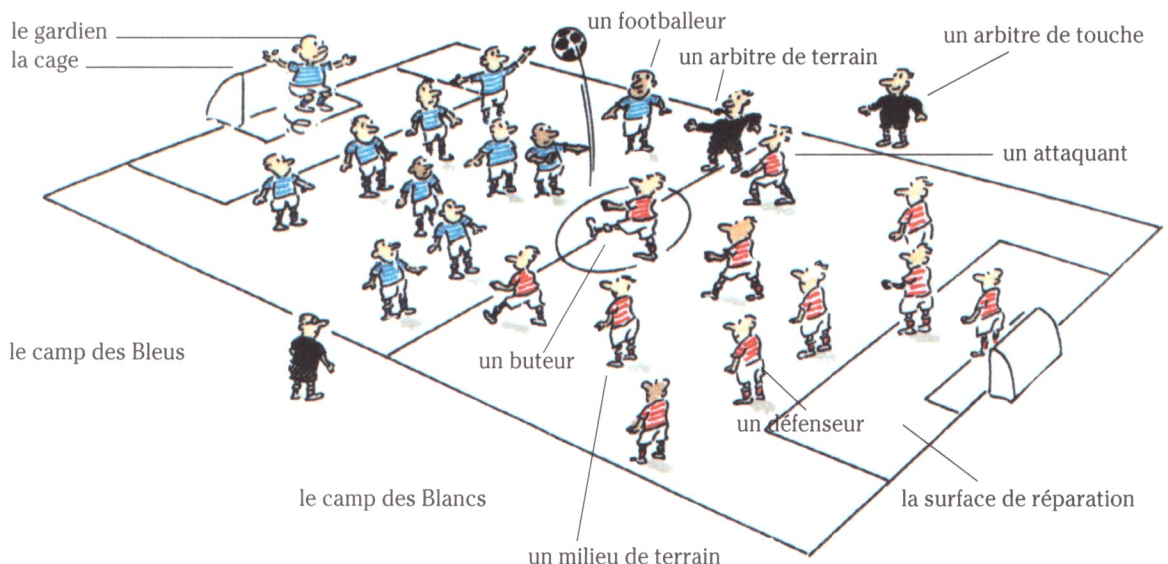 le gardien
la cage
un footballeur
un arbitre de terrain
un arbitre de touche
un attaquant
le camp des Bleus
un buteur
un défenseur
le camp des Blancs
la surface de réparation
un milieu de terrain